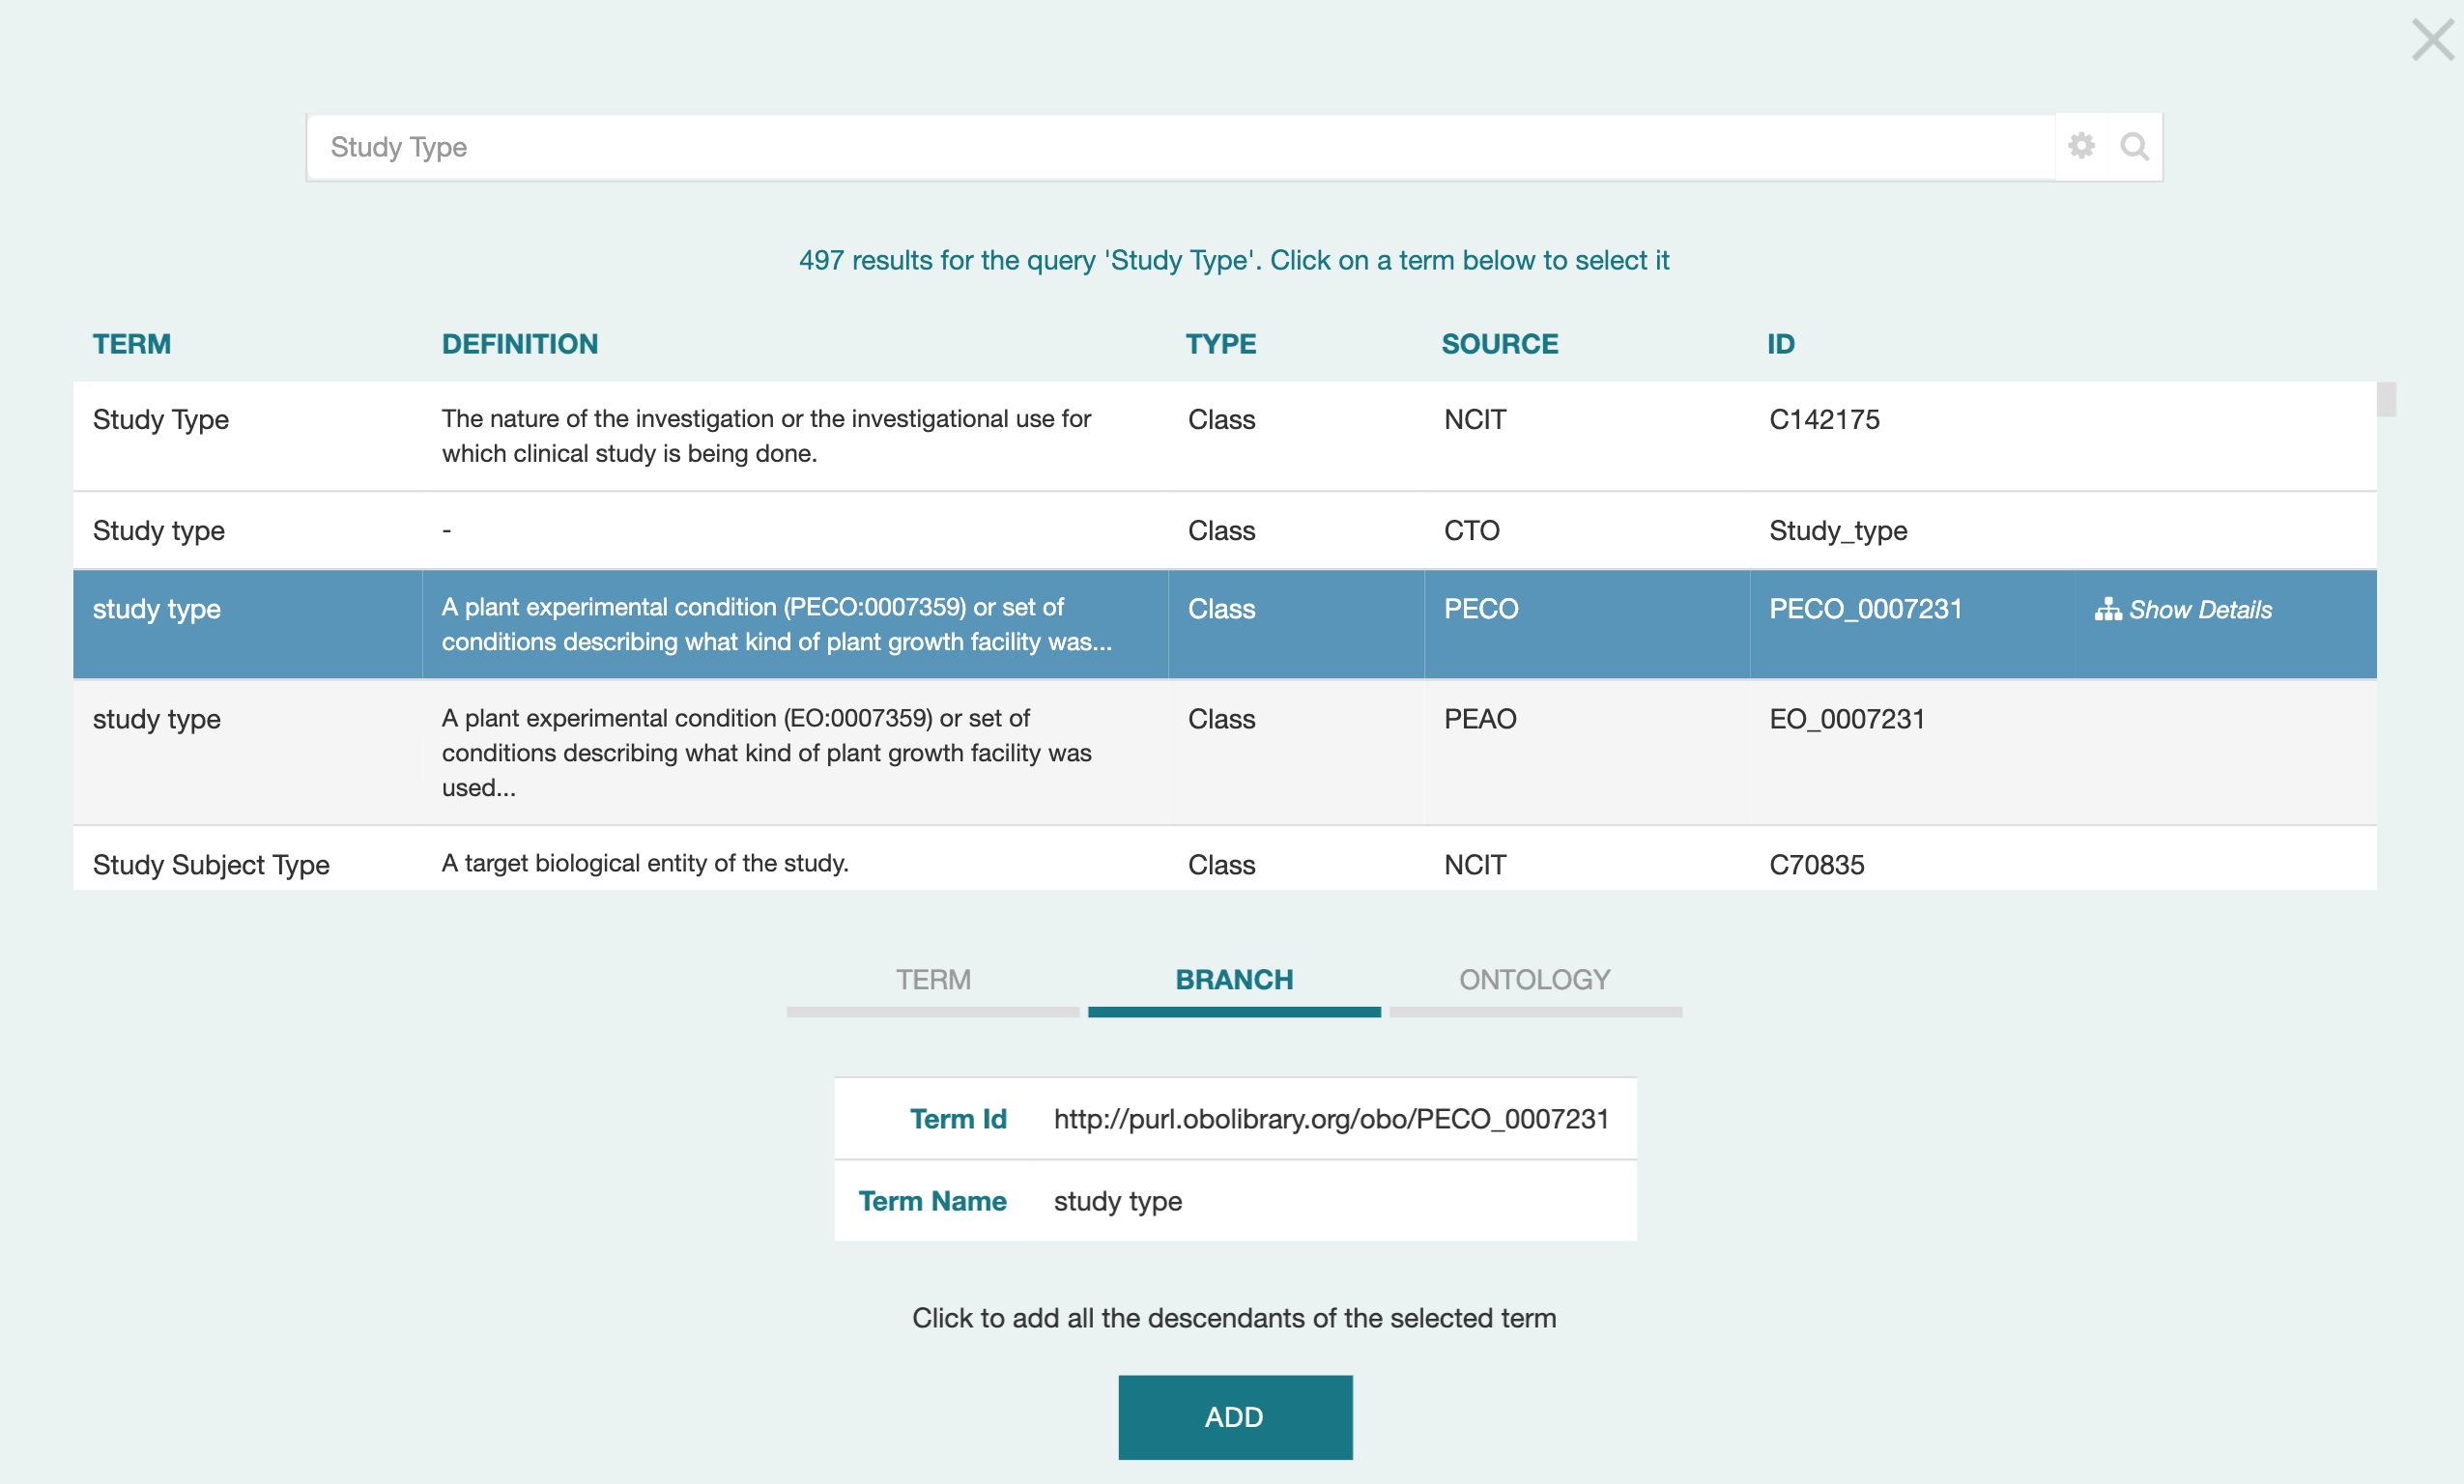 Study Type
497 results for the query 'Study Type'. Click on a term below to select it
TERM DEFINITION TYPE SOURCE ID
Study Type The nature of the investigation or the investigational use for Class NCIT C142175
which clinical study is being done.
Study type - Class CTO Study_type
study type A plant experimental condition (PECO:0007359) or set of Class PECO PECO_0007231 Show Details
conditions describing what kind of plant growth facility was...
study type A plant experimental condition (EO:0007359) or set of Class PEAO EO_0007231
conditions describing what kind of plant growth facility was
used...
Study Subject Type A target biological entity of the study. Class NCIT C70835
TERM BRANCH ONTOLOGY
Term Id http://purl.obolibrary.org/obo/PECO_0007231
Term Name study type
Click to add all the descendants of the selected term
ADD